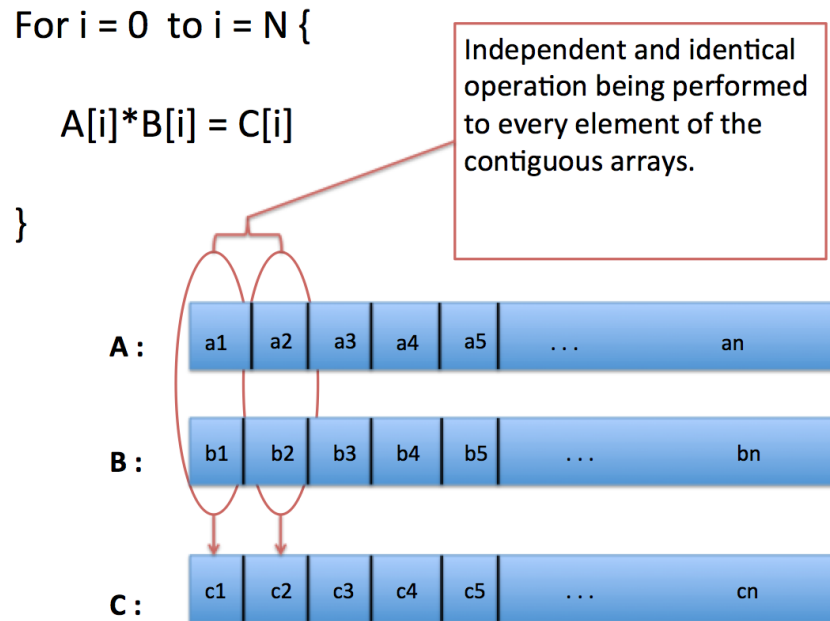 For i = 0 to i = N {
A[i]*B[i] = C[i]
}
Independent and identical
operation being performed
to every element of the
contiguous arrays.
A : a1 a2 a3 a4 a5 ... an
B : b1 b2 b3 b4 b5 ... bn
C : c1 c2 c3 c4 c5 ... cn